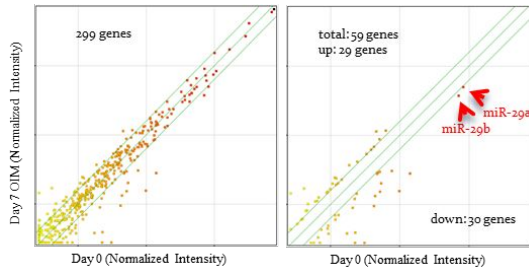 299 genes
total: 59 genes
up: 29 genes
miR-29a
miR-29b
down: 30 genes
Day 7 OIM (Normalized Intensity)
Day 0 (Normalized Intensity)
Day 0 (Normalized Intensity)